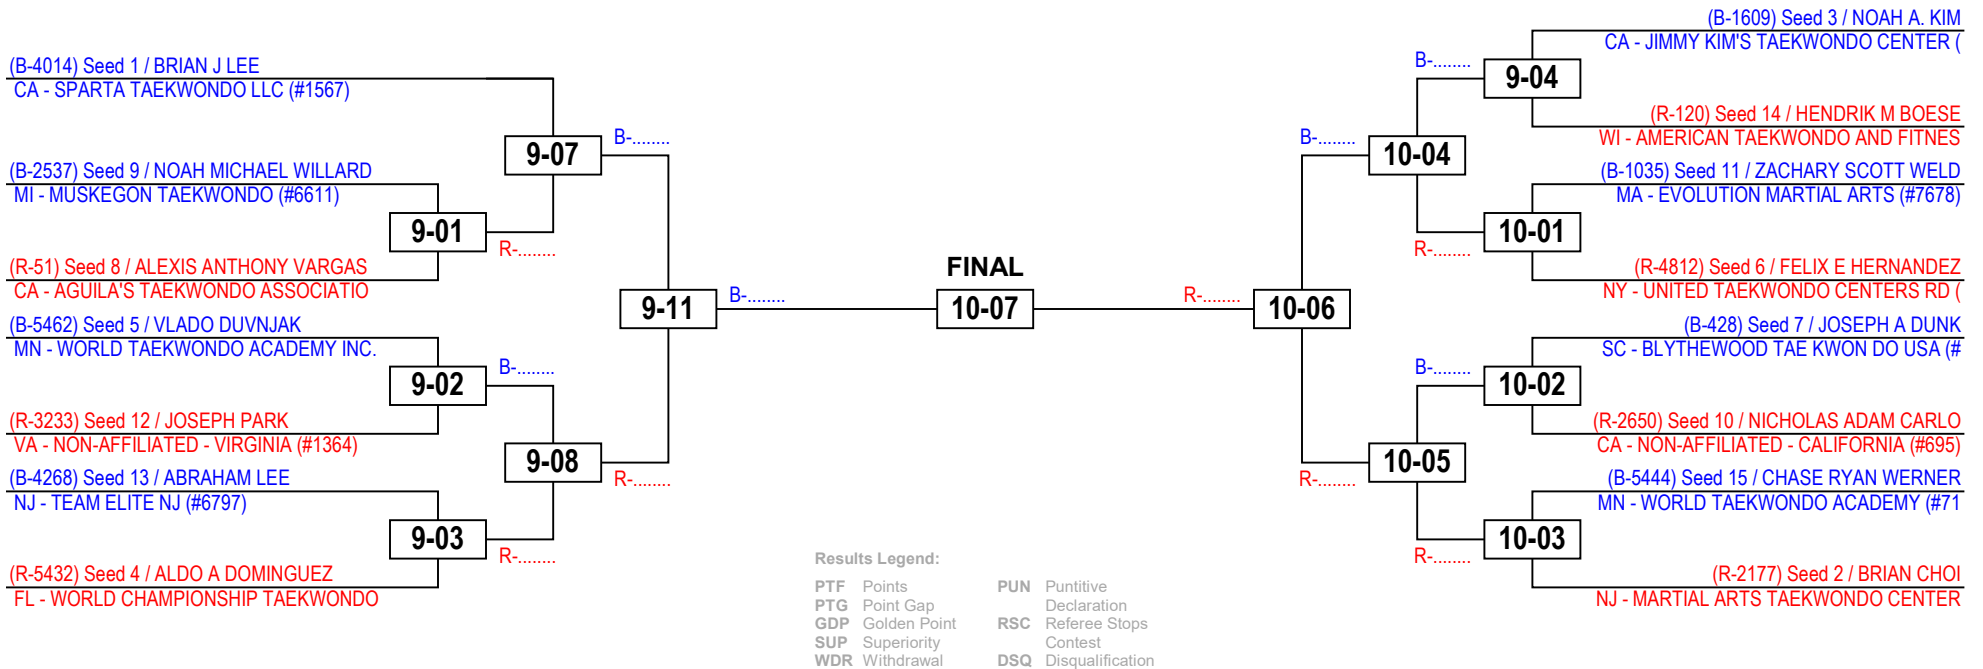 (B-4014) Seed 1 / BRIAN J LEE
CA - SPARTA TAEKWONDO LLC (#1567)
9-07
B-........
(B-2537) Seed 9 / NOAH MICHAEL WILLARD
MI - MUSKEGON TAEKWONDO (#6611)
9-01
R-........
(R-51) Seed 8 / ALEXIS ANTHONY VARGAS
CA - AGUILA'S TAEKWONDO ASSOCIATIO
9-11
B-........
(B-5462) Seed 5 / VLADO DUVNJAK
MN - WORLD TAEKWONDO ACADEMY INC.
9-02
B-........
(R-3233) Seed 12 / JOSEPH PARK
VA - NON-AFFILIATED - VIRGINIA (#1364)
9-08
R-........
(B-4268) Seed 13 / ABRAHAM LEE
NJ - TEAM ELITE NJ (#6797)
9-03
R-........
(R-5432) Seed 4 / ALDO A DOMINGUEZ
FL - WORLD CHAMPIONSHIP TAEKWONDO
FINAL
10-07
(B-1609) Seed 3 / NOAH A. KIM
CA - JIMMY KIM'S TAEKWONDO CENTER (
B-........
9-04
(R-120) Seed 14 / HENDRIK M BOESE
WI - AMERICAN TAEKWONDO AND FITNES
B-........
10-04
(B-1035) Seed 11 / ZACHARY SCOTT WELD
MA - EVOLUTION MARTIAL ARTS (#7678)
R-........
10-01
(R-4812) Seed 6 / FELIX E HERNANDEZ
NY - UNITED TAEKWONDO CENTERS RD (
R-........
10-06
(B-428) Seed 7 / JOSEPH A DUNK
SC - BLYTHEWOOD TAE KWON DO USA (#
B-........
10-02
(R-2650) Seed 10 / NICHOLAS ADAM CARLO
CA - NON-AFFILIATED - CALIFORNIA (#695)
R-........
10-05
(B-5444) Seed 15 / CHASE RYAN WERNER
MN - WORLD TAEKWONDO ACADEMY (#71
R-........
10-03
(R-2177) Seed 2 / BRIAN CHOI
NJ - MARTIAL ARTS TAEKWONDO CENTER
Results Legend:
PTF Points
PTG Point Gap
GDP Golden Point
SUP Superiority
WDR Withdrawal
PUN Puntitive
Declaration
RSC Referee Stops
Contest
DSQ Disqualification